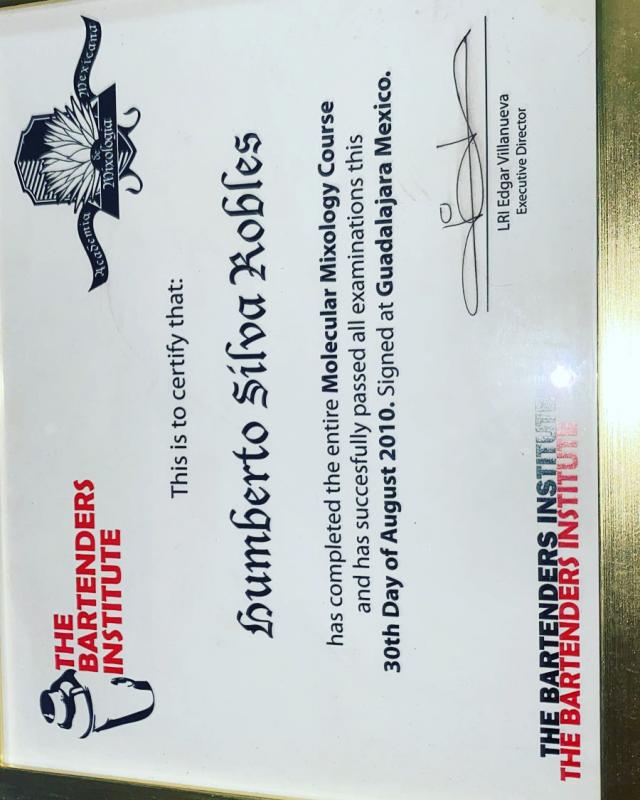 THE
BARTENDERS
INSTITUTE
Academia
de
Mixologia
Mexicana
This is to certify that:
Humberto Silva Robles
has completed the entire Molecular Mixology Course
and has succesfully passed all examinations this
30th Day of August 2010. Signed at Guadalajara Mexico.
LRI Edgar Villanueva
Executive Director
THE BARTENDERS INSTITUTE
THE BARTENDERS INSTITUTE